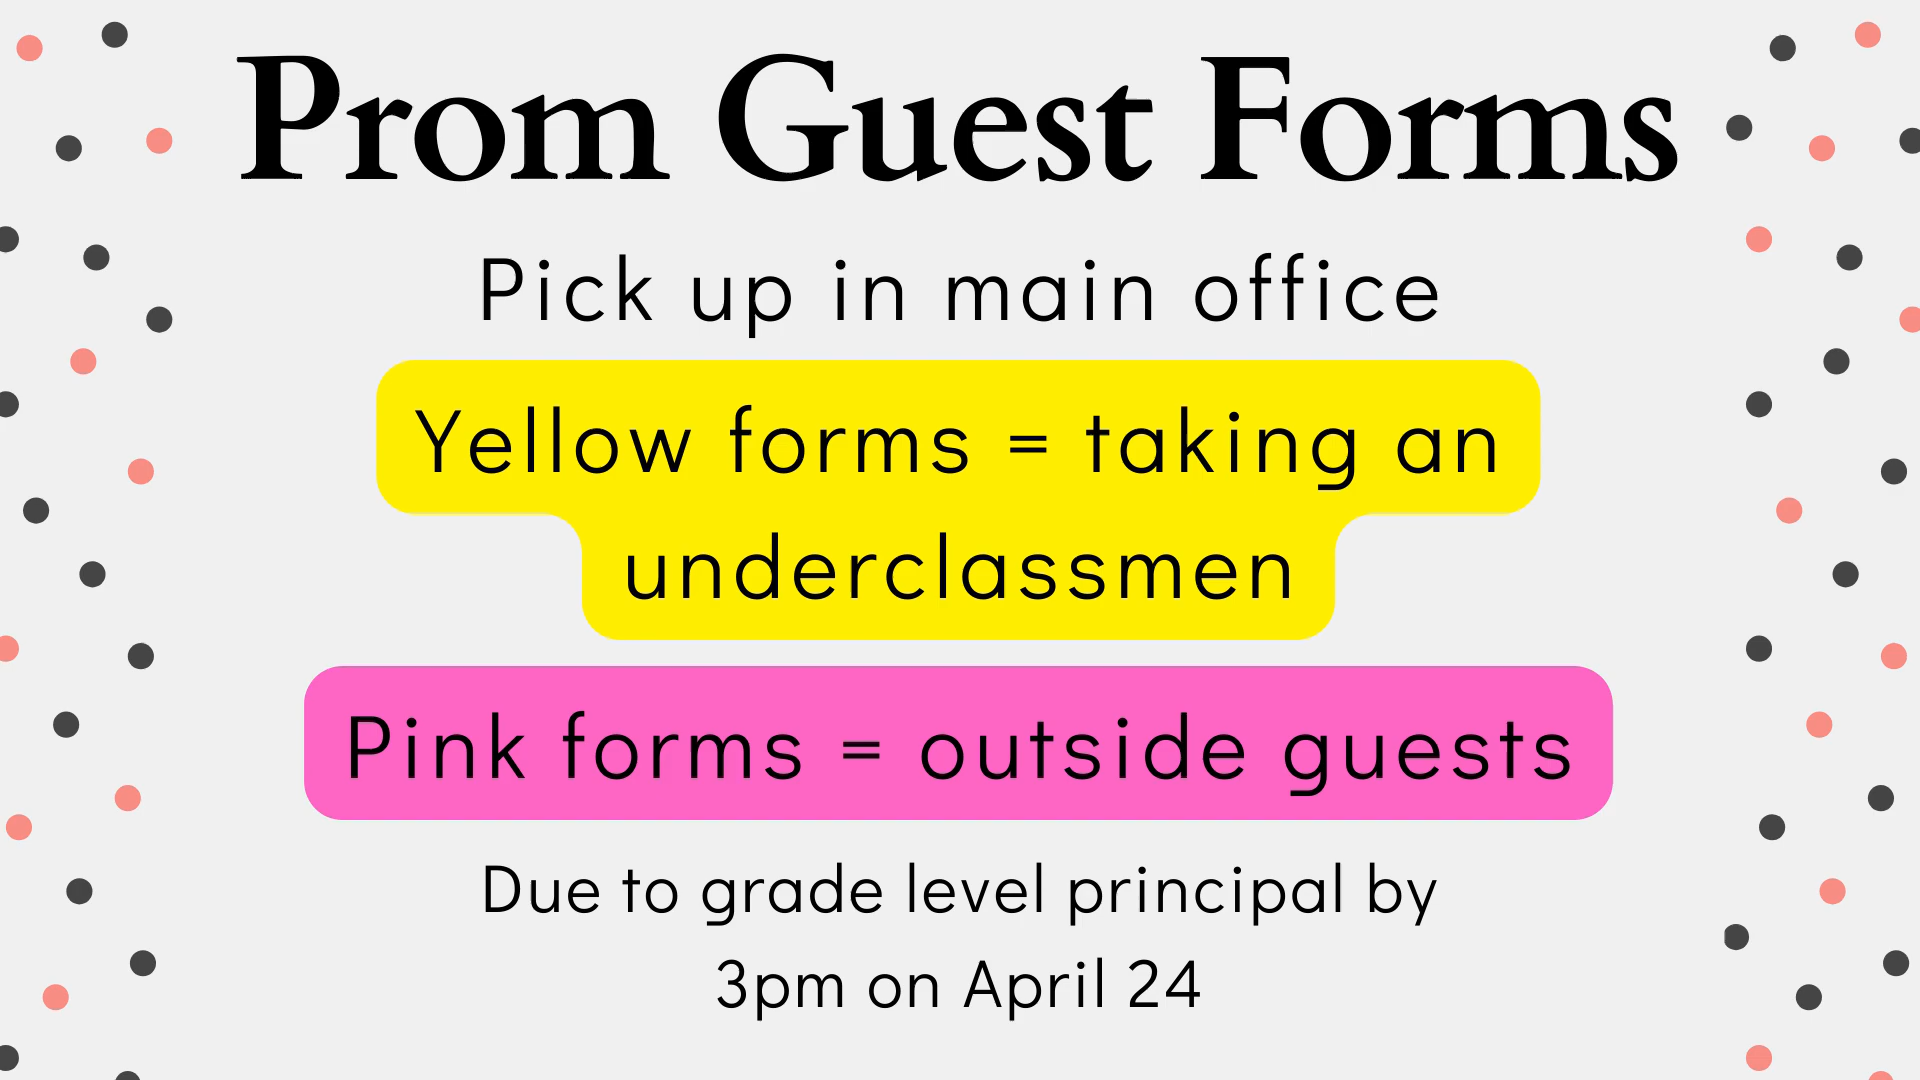 Prom Guest Forms
Pick up in main office
Yellow forms = taking an
underclassmen
Pink forms = outside guests
Due to grade level principal by
3pm on April 24